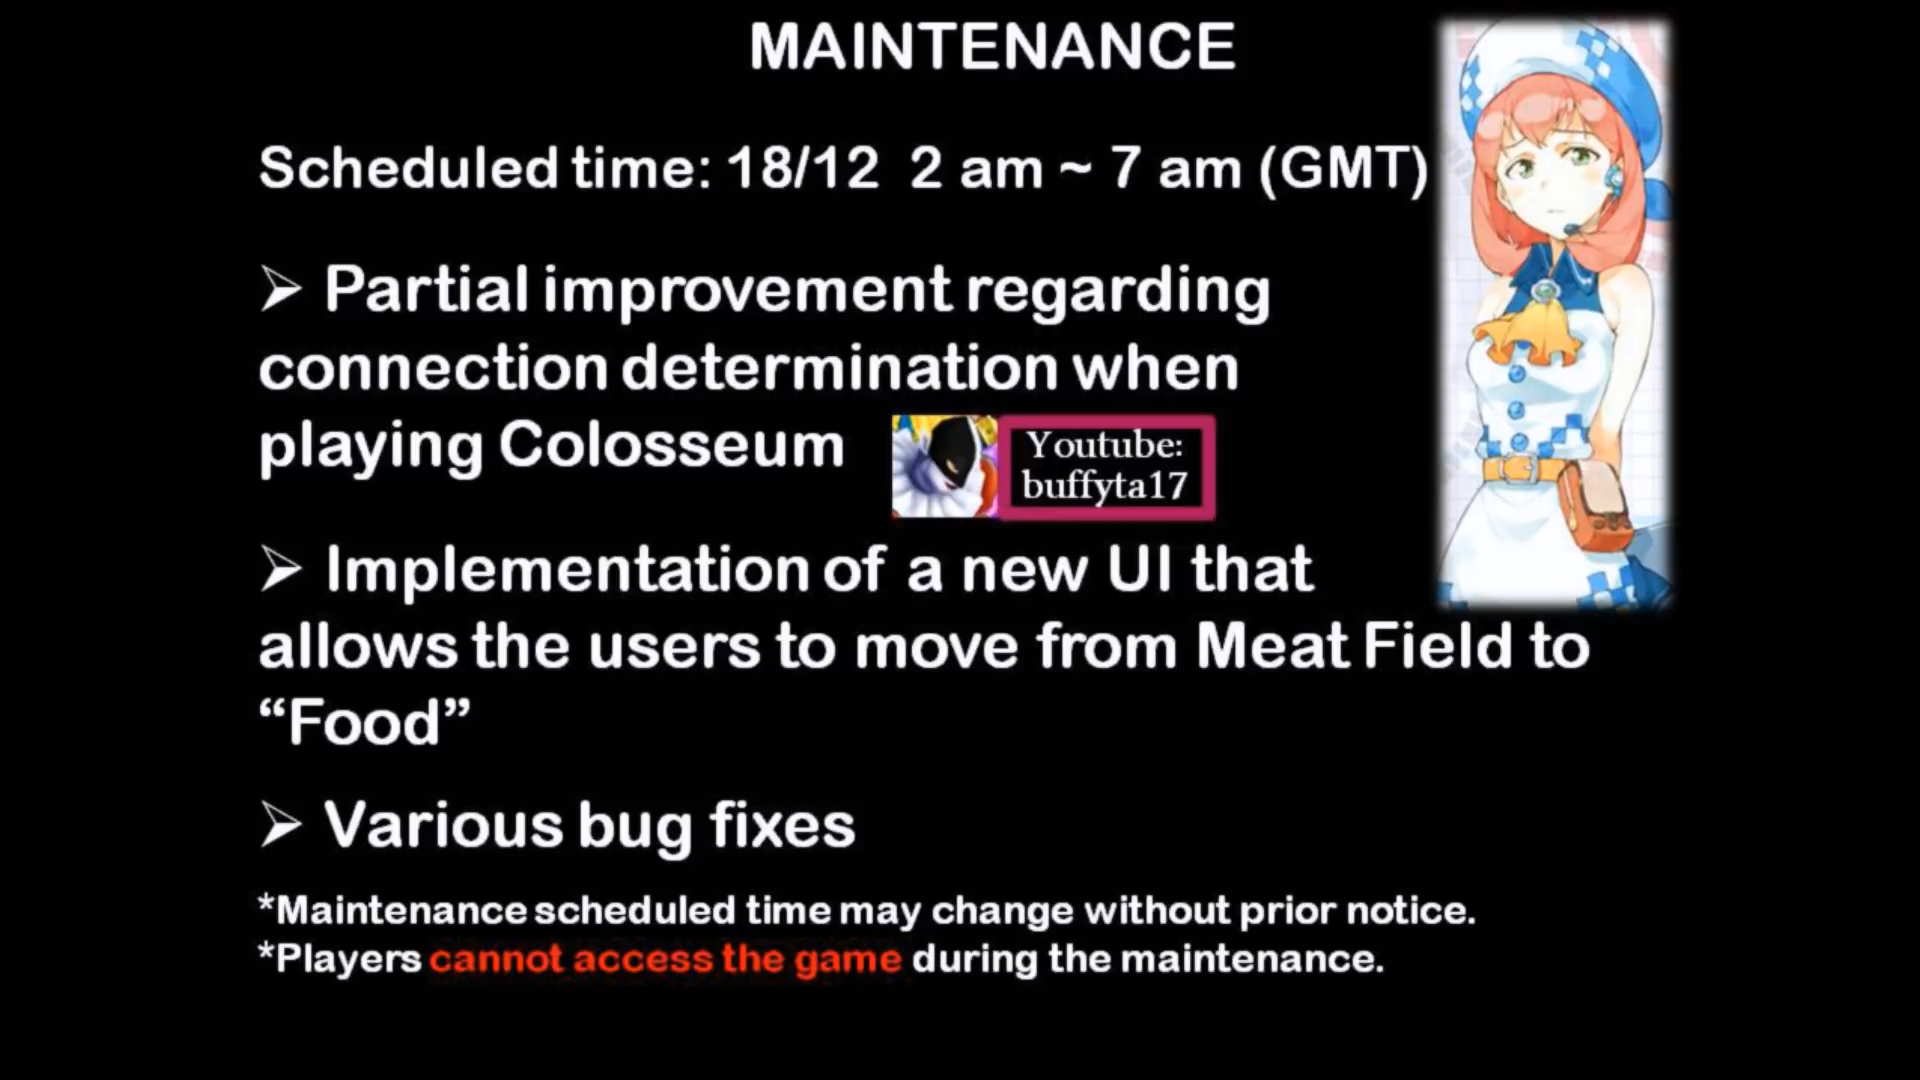 MAINTENANCE
Scheduled time: 18/12 2 am ~ 7 am (GMT)
➢ Partial improvement regarding
connection determination when
playing Colosseum
Youtube:
buffyta17
➢ Implementation of a new UI that
allows the users to move from Meat Field to
“Food”
➢ Various bug fixes
*Maintenance scheduled time may change without prior notice.
*Players cannot access the game during the maintenance.